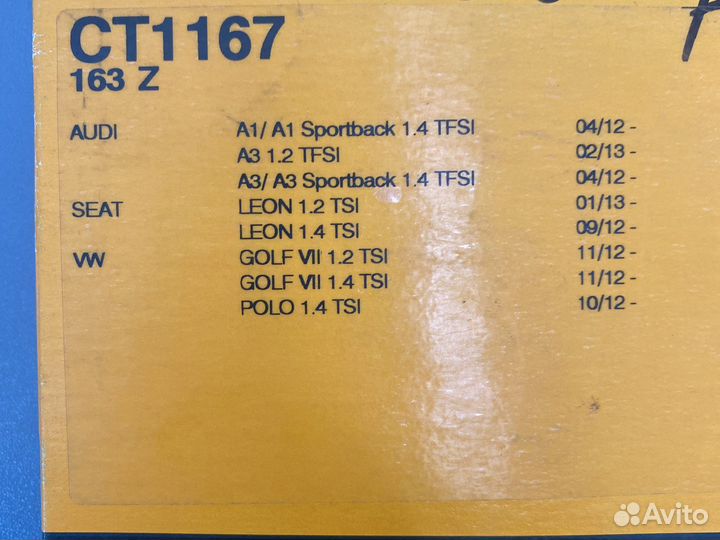 CT1167
163 Z
AUDI A1/ A1 Sportback 1.4 TFSI 04/12 -
A3 1.2 TFSI 02/13 -
A3/ A3 Sportback 1.4 TFSI 04/12 -
SEAT LEON 1.2 TSI 01/13 -
LEON 1.4 TSI 09/12 -
VW GOLF VII 1.2 TSI 11/12 -
GOLF VII 1.4 TSI 11/12 -
POLO 1.4 TSI 10/12 -
Avito